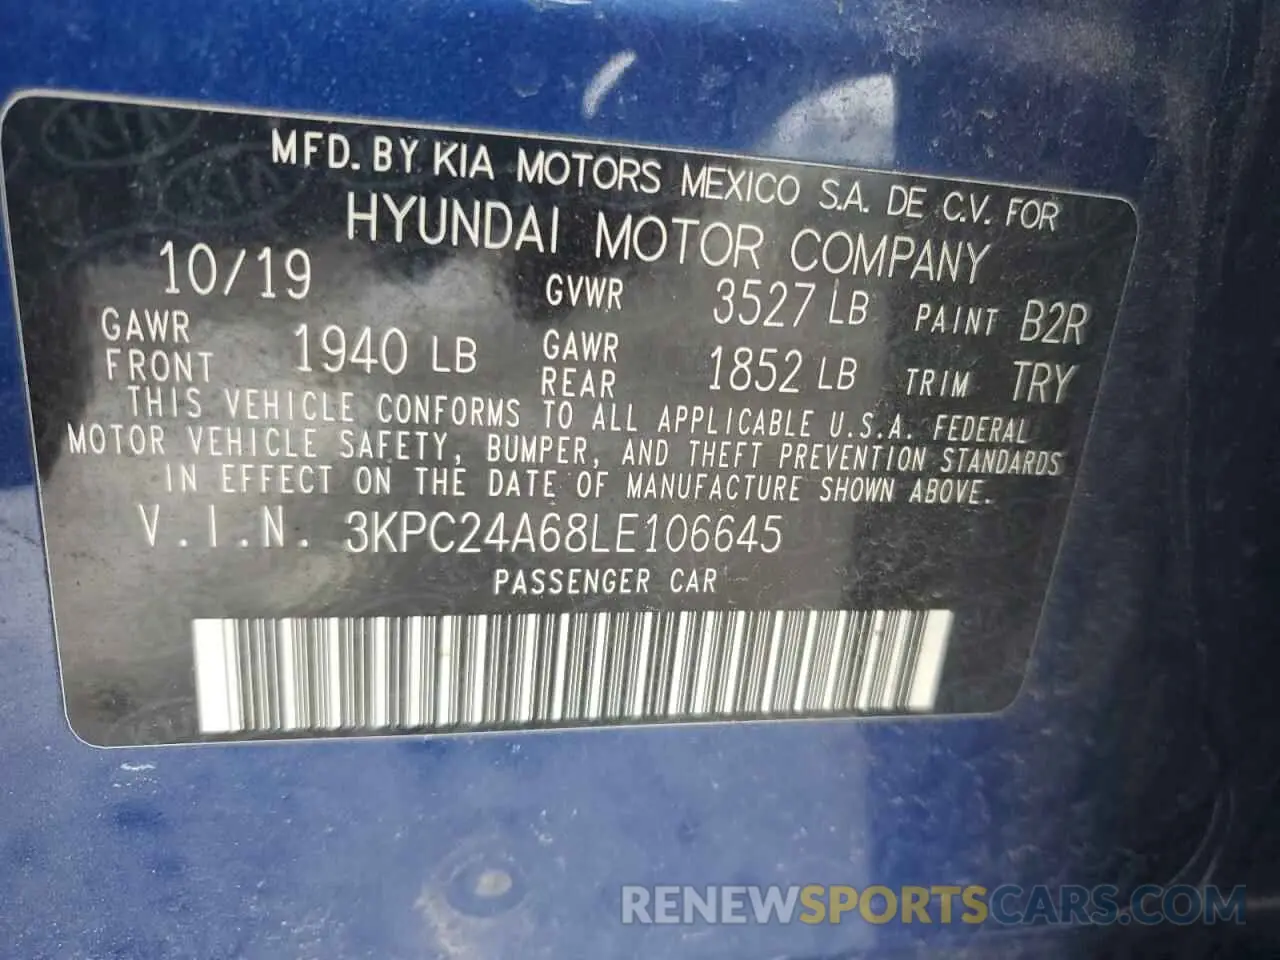 MFD. BY KIA MOTORS MEXICO S.A. DE C.V. FOR
HYUNDAI MOTOR COMPANY
10/19 GVWR 3527 LB PAINT B2R
GAWR FRONT 1940 LB GAWR REAR 1852 LB TRIM TRY
THIS VEHICLE CONFORMS TO ALL APPLICABLE U.S.A. FEDERAL
MOTOR VEHICLE SAFETY, BUMPER, AND THEFT PREVENTION STANDARDS
IN EFFECT ON THE DATE OF MANUFACTURE SHOWN ABOVE.
V.I.N. 3KPC24A68LE106645
PASSENGER CAR
RENEWSPORTSCARS.COM